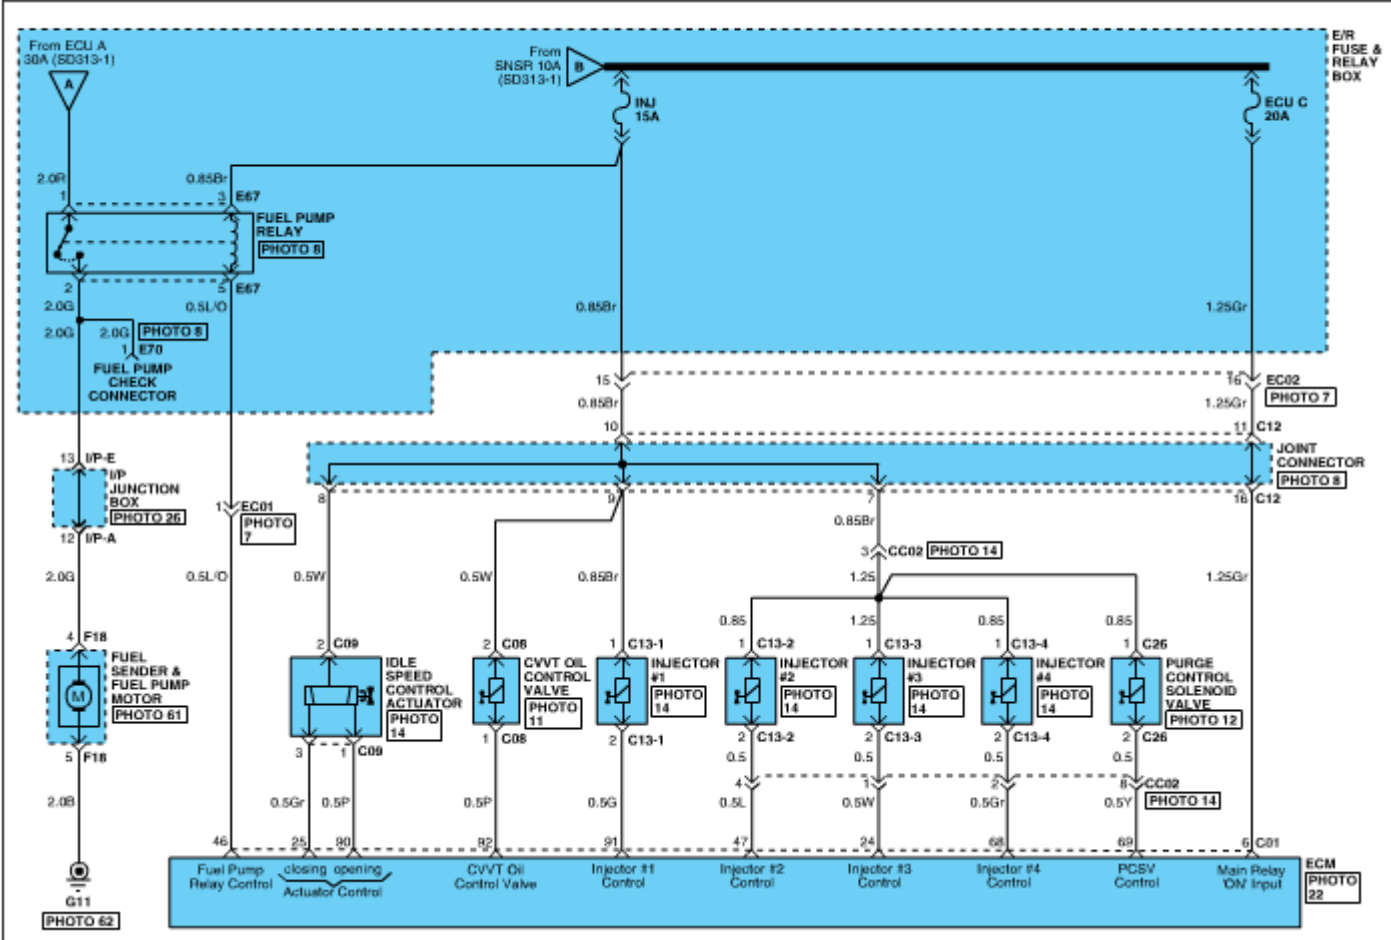 From ECU A
30A (SD313-1)
A
From
SNSR 10A
(SD313-1)
B
E/R
FUSE &
RELAY
BOX
INJ
15A
ECU C
20A
2.0R
0.85Br
1
3
E67
FUEL PUMP
RELAY
PHOTO 8
2
5
E67
2.0G
0.5L/O
0.85Br
1.25Gr
2.0G
2.0G
PHOTO 8
1
E70
FUEL PUMP
CHECK
CONNECTOR
15
16
EC02
PHOTO 7
0.85Br
1.25Gr
10
11
C12
JOINT
CONNECTOR
PHOTO 8
13
I/P-E
I/P
JUNCTION
BOX
PHOTO 26
12
I/P-A
8
9
7
16
C12
1
EC01
PHOTO
7
0.85Br
3
CC02
PHOTO 14
2.0G
0.5L/O
0.5W
0.5W
0.85Br
1.25
1.25Gr
0.85
1.25
0.85
0.85
4
F18
FUEL
SENDER &
FUEL PUMP
MOTOR
PHOTO 61
M
5
F18
2
C09
IDLE
SPEED
CONTROL
ACTUATOR
PHOTO
14
3
1
C09
2
C08
CVVT OIL
CONTROL
VALVE
PHOTO
11
1
C08
1
C13-1
INJECTOR
#1
PHOTO
14
2
C13-1
1
C13-2
INJECTOR
#2
PHOTO
14
2
C13-2
1
C13-3
INJECTOR
#3
PHOTO
14
2
C13-3
1
C13-4
INJECTOR
#4
PHOTO
14
2
C13-4
1
C26
PURGE
CONTROL
SOLENOID
VALVE
PHOTO 12
2
C26
0.5
0.5
0.5
0.5
4
1
2
8
CC02
PHOTO 14
2.0B
0.5Gr
0.5P
0.5P
0.5G
0.5L
0.5W
0.5Gr
0.5Y
46
25
90
92
91
47
24
68
69
6
C01
G11
PHOTO 62
Fuel Pump
Relay Control
closing opening
Actuator Control
CVVT Oil
Control Valve
Injector #1
Control
Injector #2
Control
Injector #3
Control
Injector #4
Control
PCSV
Control
Main Relay
'ON' Input
ECM
PHOTO
22